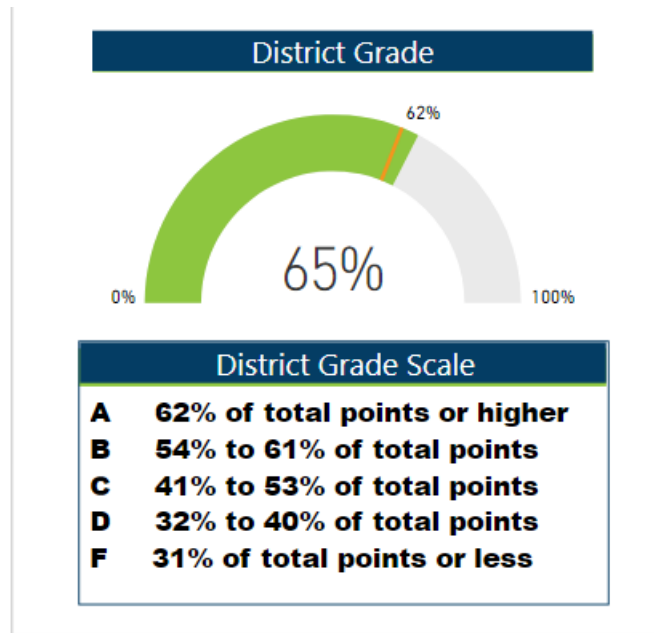 District Grade
62%
65%
0%
100%
District Grade Scale
A 62% of total points or higher
B 54% to 61% of total points
C 41% to 53% of total points
D 32% to 40% of total points
F 31% of total points or less